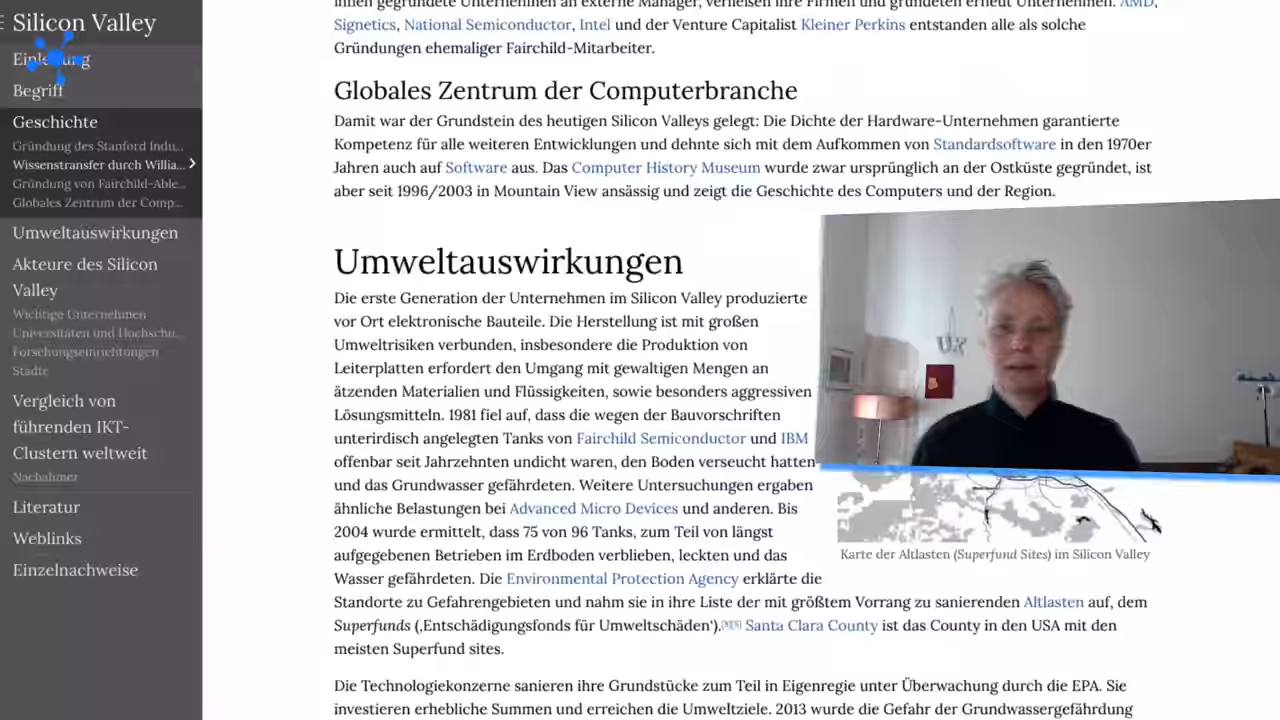 Silicon Valley
Einleitung
Begriff
Geschichte
Gründung des Stanford Indu...
Wissenstransfer durch Willia...
Gründung von Fairchild-Able...
Globales Zentrum der Comp...
Umweltauswirkungen
Akteure des Silicon
Valley
Wichtige Unternehmen
Universitäten und Hochschu...
Forschungseinrichtungen
Städte
Vergleich von
führenden IKT-
Clustern weltweit
Nachahmer
Literatur
Weblinks
Einzelnachweise
ihnen gegründete Unternehmen an externe Manager, verließen ihre Firmen und gründeten erneut Unternehmen. AMD,
Signetics, National Semiconductor, Intel und der Venture Capitalist Kleiner Perkins entstanden alle als solche
Gründungen ehemaliger Fairchild-Mitarbeiter.
Globales Zentrum der Computerbranche
Damit war der Grundstein des heutigen Silicon Valleys gelegt: Die Dichte der Hardware-Unternehmen garantierte
Kompetenz für alle weiteren Entwicklungen und dehnte sich mit dem Aufkommen von Standardsoftware in den 1970er
Jahren auch auf Software aus. Das Computer History Museum wurde zwar ursprünglich an der Ostküste gegründet, ist
aber seit 1996/2003 in Mountain View ansässig und zeigt die Geschichte des Computers und der Region.
Umweltauswirkungen
Die erste Generation der Unternehmen im Silicon Valley produzierte
vor Ort elektronische Bauteile. Die Herstellung ist mit großen
Umweltrisiken verbunden, insbesondere die Produktion von
Leiterplatten erfordert den Umgang mit gewaltigen Mengen an
ätzenden Materialien und Flüssigkeiten, sowie besonders aggressiven
Lösungsmitteln. 1981 fiel auf, dass die wegen der Bauvorschriften
unterirdisch angelegten Tanks von Fairchild Semiconductor und IBM
offenbar seit Jahrzehnten undicht waren, den Boden verseucht hatten
und das Grundwasser gefährdeten. Weitere Untersuchungen ergaben
ähnliche Belastungen bei Advanced Micro Devices und anderen. Bis
2004 wurde ermittelt, dass 75 von 96 Tanks, zum Teil von längst
aufgegebenen Betrieben im Erdboden verblieben, leckten und das
Wasser gefährdeten. Die Environmental Protection Agency erklärte die
Standorte zu Gefahrengebieten und nahm sie in ihre Liste der mit größtem Vorrang zu sanierenden Altlasten auf, dem
Superfunds (‚Entschädigungsfonds für Umweltschäden‘). Santa Clara County ist das County in den USA mit den
meisten Superfund sites.
Karte der Altlasten (Superfund Sites) im Silicon Valley
Die Technologiekonzerne sanieren ihre Grundstücke zum Teil in Eigenregie unter Überwachung durch die EPA. Sie
investieren erhebliche Summen und erreichen die Umweltziele. 2013 wurde die Gefahr der Grundwassergefährdung